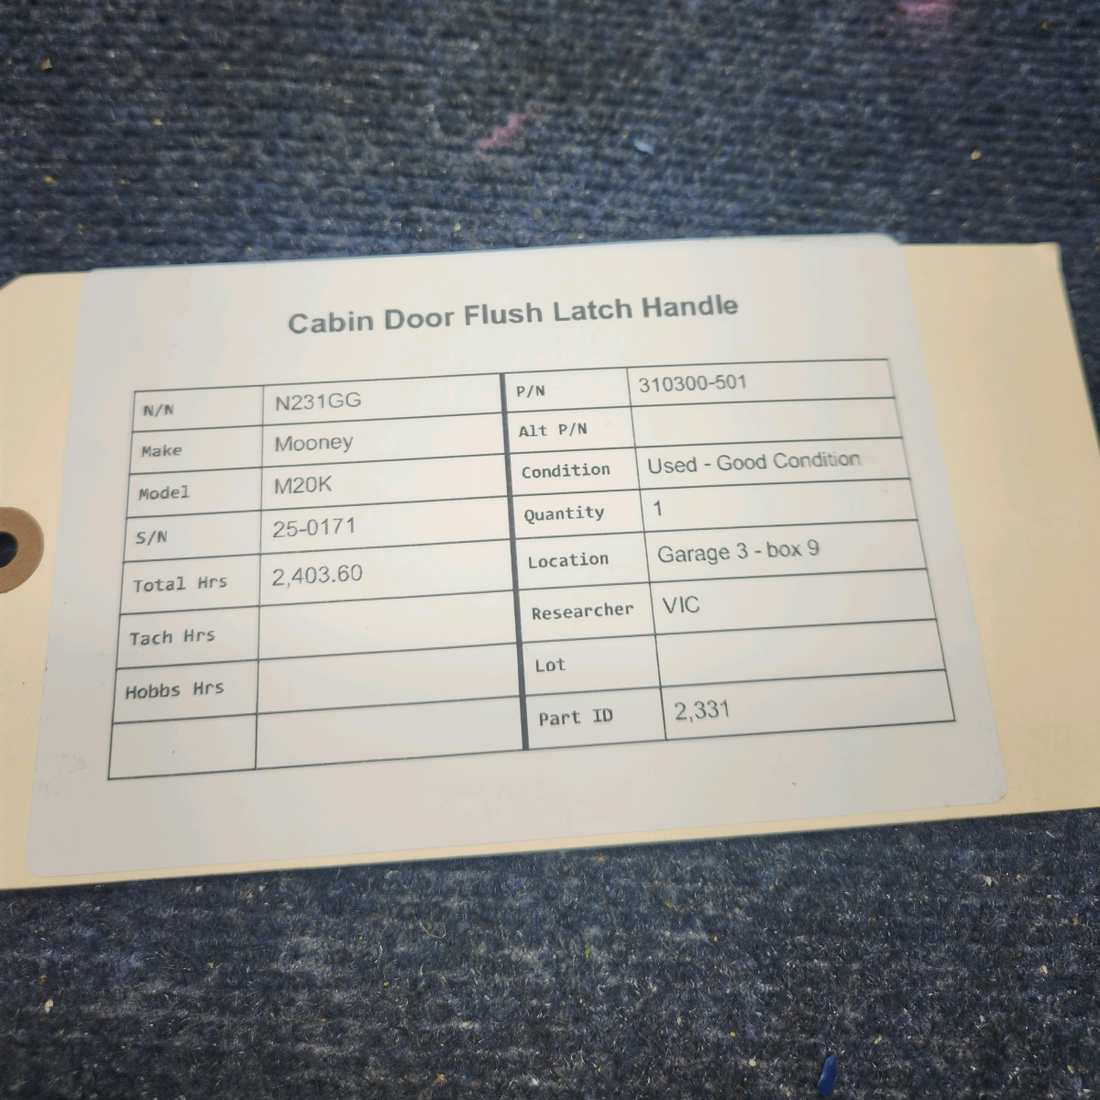 Cabin Door Flush Latch Handle
N/N N231GG P/N 310300-501
Make Mooney Alt P/N
Model M20K Condition Used - Good Condition
S/N 25-0171 Quantity 1
Total Hrs 2,403.60 Location Garage 3 - box 9
Tach Hrs Researcher VIC
Hobbs Hrs Lot
Part ID 2,331